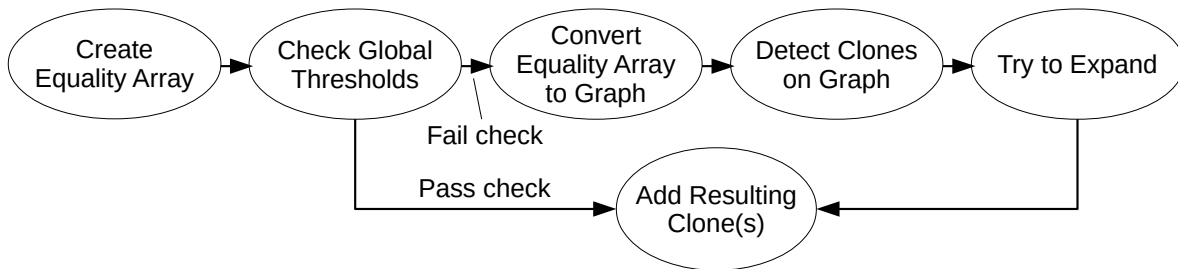 Create
Equality Array
Check Global
Thresholds
Convert
Equality Array
to Graph
Detect Clones
on Graph
Try to Expand
Fail check
Pass check
Add Resulting
Clone(s)